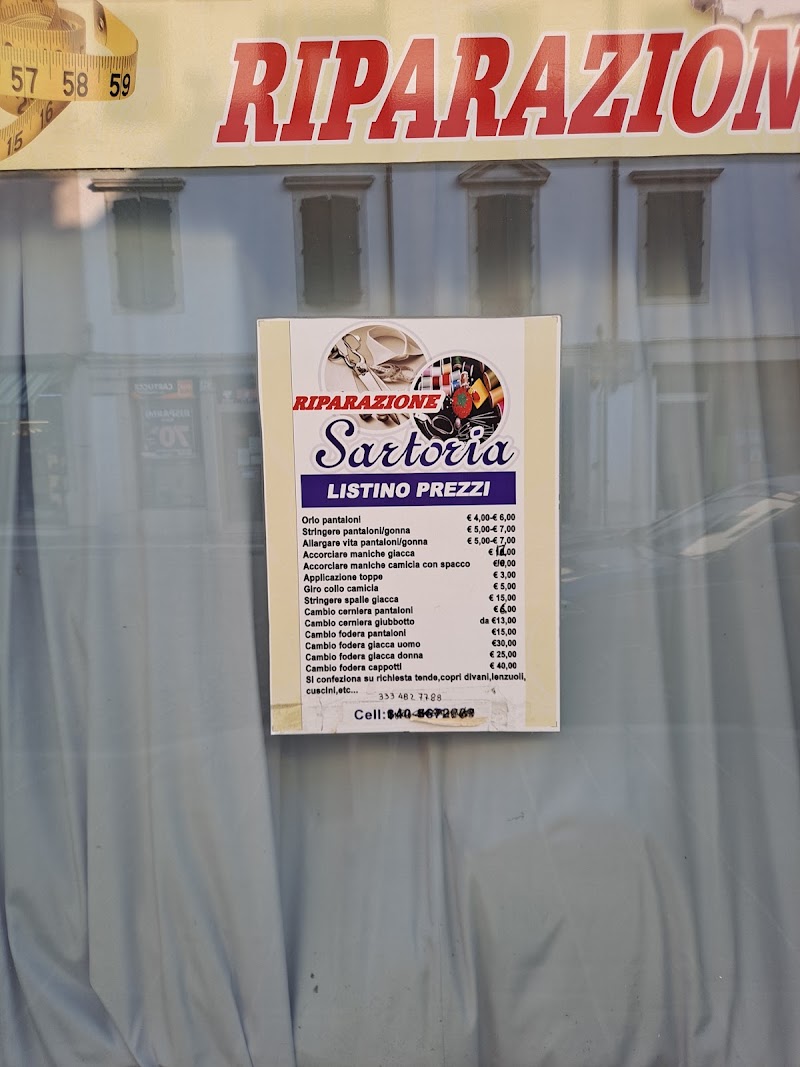 57 58 59
15 16
RIPARAZION
RIPARAZIONE
Sartoria
LISTINO PREZZI
Orlo pantaloni € 4,00-€ 6,00
Stringere pantaloni/gonna € 5,00-€ 7,00
Allargare vita pantaloni/gonna € 5,00-€ 7,00
Accorciare maniche giacca
Accorciare maniche camicia con spacco
Applicazione toppe € 3,00
Giro collo camicia € 5,00
Stringere spalle giacca € 15,00
Cambio cerniera pantaloni € 6,00
Cambio cerniera giubbotto da €13,00
Cambio fodera pantaloni €15,00
Cambio fodera giacca uomo €30,00
Cambio fodera giacca donna € 25,00
Cambio fodera cappotti € 40,00
Si confeziona su richiesta tende,copri divani,lenzuoli,
cuscini,etc...
333 482 7788
Cell: